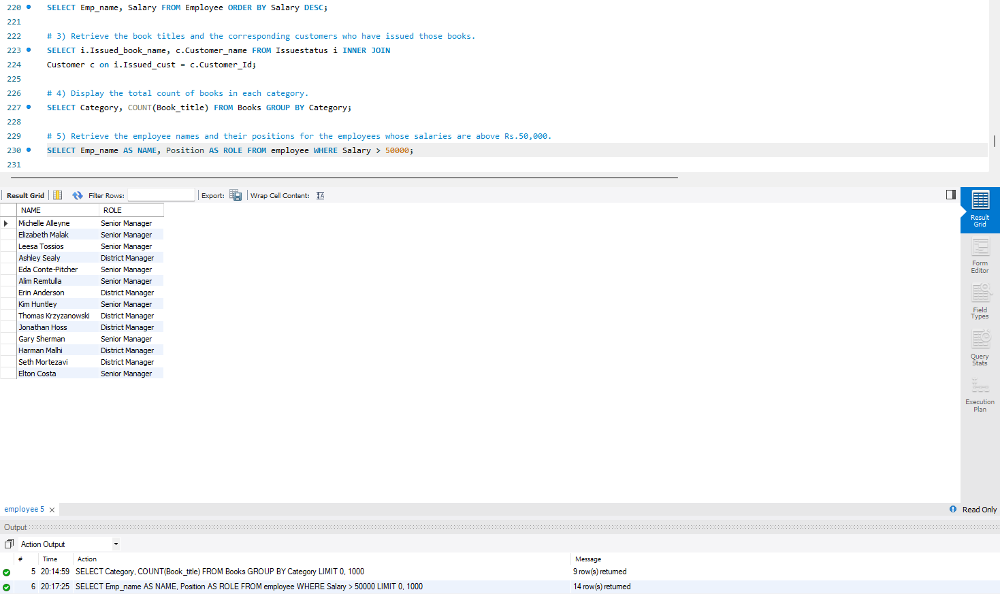 220 SELECT Emp_name, Salary FROM Employee ORDER BY Salary DESC;
221
222 # 3) Retrieve the book titles and the corresponding customers who have issued those books.
223 SELECT i.Issued_book_name, c.Customer_name FROM Issuestatus i INNER JOIN
224 Customer c on i.Issued_cust = c.Customer_Id;
225
226 # 4) Display the total count of books in each category.
227 SELECT Category, COUNT(Book_title) FROM Books GROUP BY Category;
228
229 # 5) Retrieve the employee names and their positions for the employees whose salaries are above Rs.50,000.
230 SELECT Emp_name AS NAME, Position AS ROLE FROM employee WHERE Salary > 50000;
231
Result Grid Filter Rows: Export: Wrap Cell Content:
NAME ROLE
Michelle Alleyne Senior Manager
Elizabeth Malak Senior Manager
Leesa Tossios Senior Manager
Ashley Sealy District Manager
Eda Conte-Pitcher Senior Manager
Alim Remtulla Senior Manager
Erin Anderson District Manager
Kim Huntley Senior Manager
Thomas Krzyzanowski District Manager
Jonathan Hoss District Manager
Gary Sherman Senior Manager
Harman Malhi District Manager
Seth Mortezavi District Manager
Elton Costa Senior Manager
Result
Grid
Form
Editor
Field
Types
Query
Stats
Execution
Plan
employee 5 Read Only
Output
Action Output
# Time Action Message
5 20:14:59 SELECT Category, COUNT(Book_title) FROM Books GROUP BY Category LIMIT 0, 1000 9 row(s) returned
6 20:17:25 SELECT Emp_name AS NAME, Position AS ROLE FROM employee WHERE Salary > 50000 LIMIT 0, 1000 14 row(s) returned